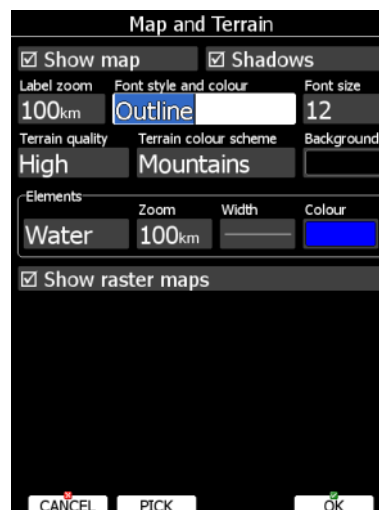 Map and Terrain
Show map Shadows
Label zoom Font style and colour Font size
100km Outline 12
Terrain quality Terrain colour scheme Background
High Mountains
Elements
Zoom Width Colour
Water 100km
Show raster maps
CANCEL PICK OK